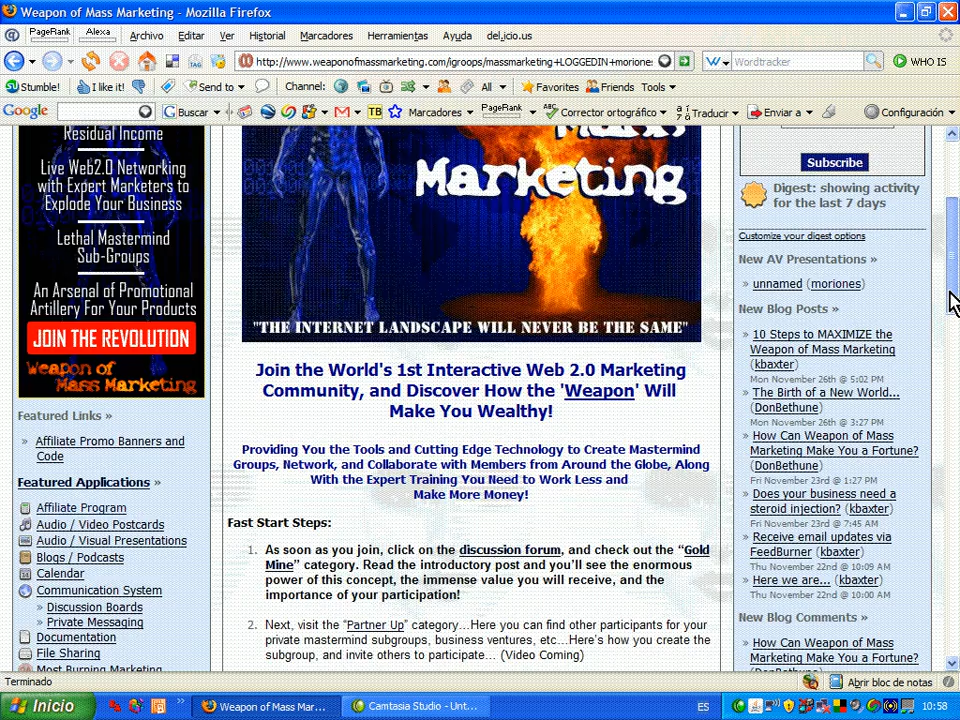 Weapon of Mass Marketing - Mozilla Firefox
PageRank Alexa Archivo Editar Ver Historial Marcadores Herramientas Ayuda del.icio.us
http://www.weaponofmassmarketing.com/igroups/massmarketing+LOGGEDIN+moriones
Wordtracker
WHO IS
Stumble! I like it! Send to Channel: All Favorites Friends Tools
Google Buscar Marcadores PageRank Corrector ortográfico Traducir Enviar a Configuración
Residual Income
Live Web2.0 Networking
with Expert Marketers to
Explode Your Business
Lethal Mastermind
Sub-Groups
An Arsenal of Promotional
Artillery For Your Products
JOIN THE REVOLUTION
Weapon of
Mass Marketing
Featured Links »
» Affiliate Promo Banners and
Code
Featured Applications »
Affiliate Program
Audio / Video Postcards
Audio / Visual Presentations
Blogs / Podcasts
Calendar
Communication System
» Discussion Boards
» Private Messaging
Documentation
File Sharing
Most Burning Marketing
Mass
Marketing
"THE INTERNET LANDSCAPE WILL NEVER BE THE SAME"
Join the World's 1st Interactive Web 2.0 Marketing
Community, and Discover How the 'Weapon' Will
Make You Wealthy!
Providing You the Tools and Cutting Edge Technology to Create Mastermind
Groups, Network, and Collaborate with Members from Around the Globe, Along
With the Expert Training You Need to Work Less and
Make More Money!
Fast Start Steps:
1. As soon as you join, click on the discussion forum, and check out the “Gold
Mine” category. Read the introductory post and you’ll see the enormous
power of this concept, the immense value you will receive, and the
importance of your participation!
2. Next, visit the “Partner Up” category…Here you can find other participants for your
private mastermind subgroups, business ventures, etc…Here’s how you create the
subgroup, and invite others to participate… (Video Coming)
Subscribe
Digest: showing activity
for the last 7 days
Customize your digest options
New AV Presentations »
» unnamed (moriones)
New Blog Posts »
» 10 Steps to MAXIMIZE the
Weapon of Mass Marketing
(kbaxter)
Mon November 26th @ 5:02 PM
» The Birth of a New World...
(DonBethune)
Mon November 26th @ 3:27 PM
» How Can Weapon of Mass
Marketing Make You a Fortune?
(DonBethune)
Fri November 23rd @ 1:27 PM
» Does your business need a
steroid injection? (kbaxter)
Fri November 23rd @ 7:45 AM
» Receive email updates via
FeedBurner (kbaxter)
Thu November 22nd @ 10:09 AM
» Here we are... (kbaxter)
Thu November 22nd @ 10:00 AM
New Blog Comments »
» How Can Weapon of Mass
Marketing Make You a Fortune?
(DonBethune)
Terminado
Abrir bloc de notas
Inicio
Weapon of Mass Mar...
Camtasia Studio - Unt...
ES
10:58